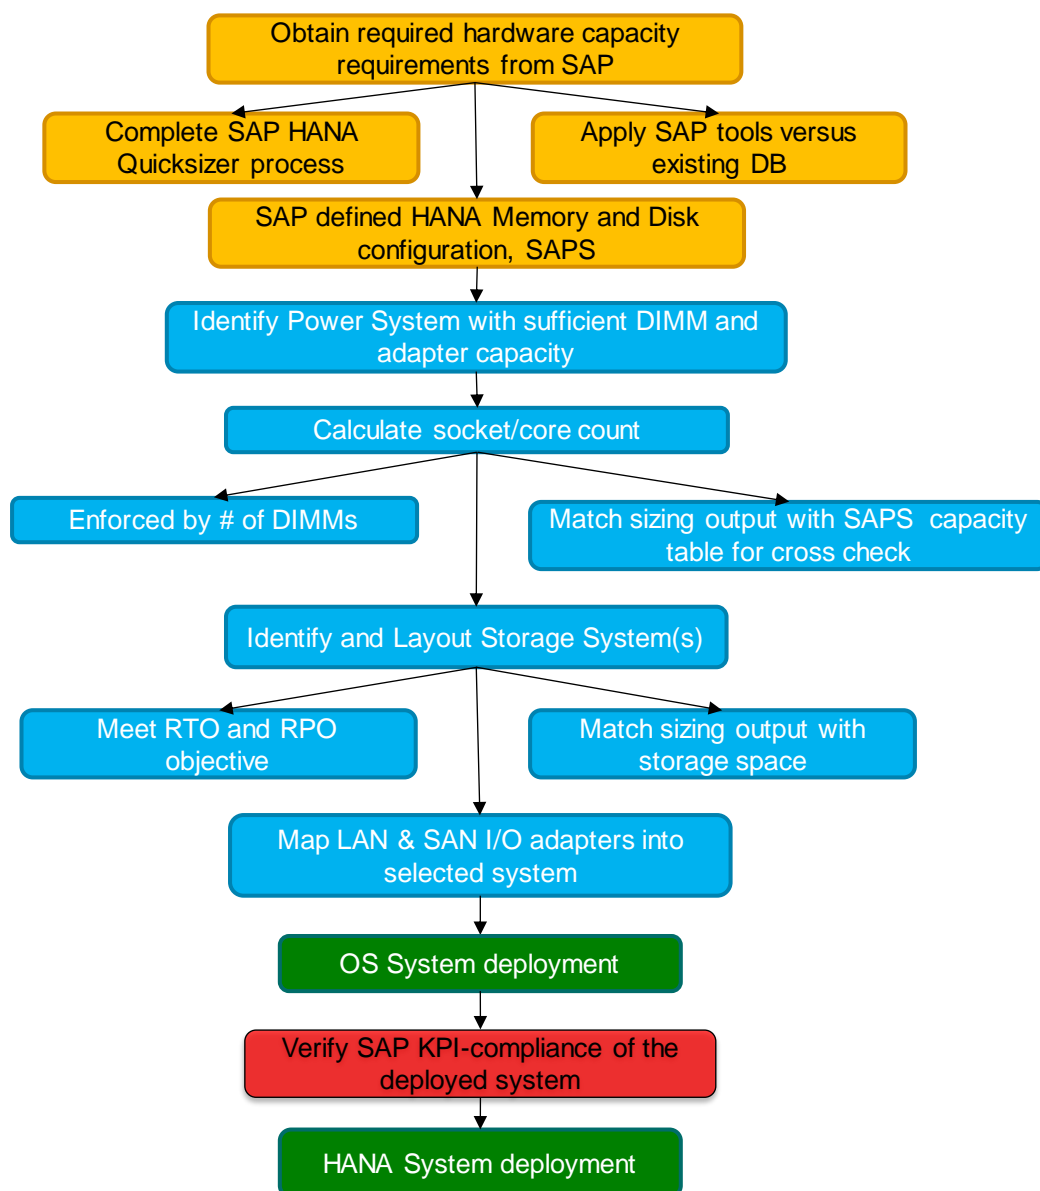 Obtain required hardware capacity
requirements from SAP
Complete SAP HANA
Quicksizer process
Apply SAP tools versus
existing DB
SAP defined HANA Memory and Disk
configuration, SAPS
Identify Power System with sufficient DIMM and
adapter capacity
Calculate socket/core count
Enforced by # of DIMMs
Match sizing output with SAPS capacity
table for cross check
Identify and Layout Storage System(s)
Meet RTO and RPO
objective
Match sizing output with
storage space
Map LAN & SAN I/O adapters into
selected system
OS System deployment
Verify SAP KPI-compliance of the
deployed system
HANA System deployment